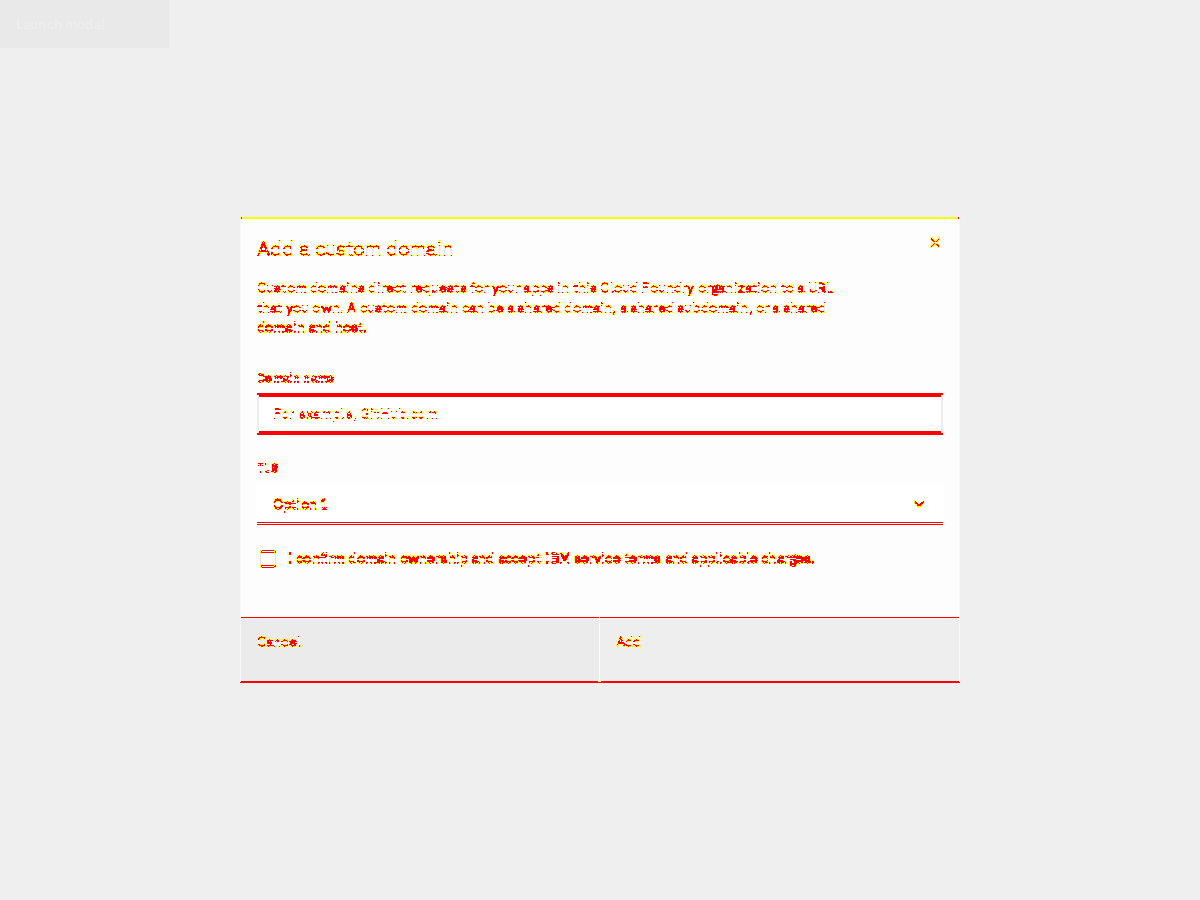 Launch modal
Add a custom domain
Custom domains direct requests for your apps in this Cloud Foundry organization to a URL
that you own. A custom domain can be a shared domain, a shared subdomain, or a shared
domain and host.
Domain name
For example, GitHub.com
Option 1
I confirm domain ownership and accept IBM service terms and applicable charges.
Cancel
Add